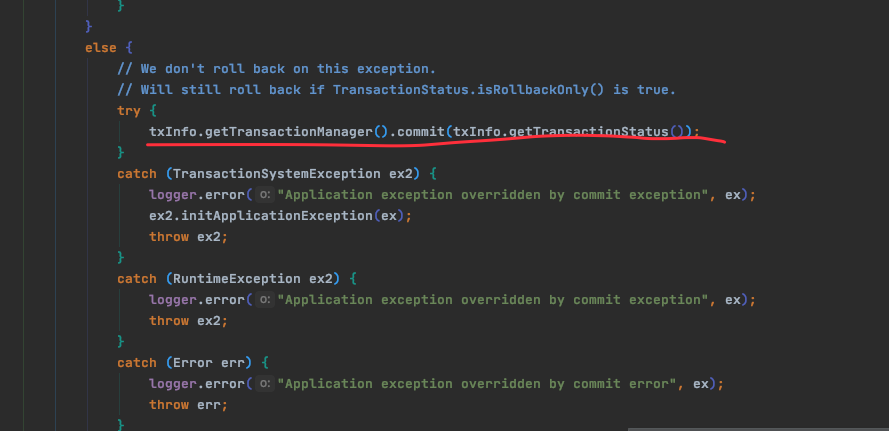 }
}
else {
// We don't roll back on this exception.
// Will still roll back if TransactionStatus.isRollbackOnly() is true.
try {
txInfo.getTransactionManager().commit(txInfo.getTransactionStatus());
}
catch (TransactionSystemException ex2) {
logger.error( o: "Application exception overridden by commit exception", ex);
ex2.initApplicationException(ex);
throw ex2;
}
catch (RuntimeException ex2) {
logger.error( o: "Application exception overridden by commit exception", ex);
throw ex2;
}
catch (Error err) {
logger.error( o: "Application exception overridden by commit error", ex);
throw err;
}